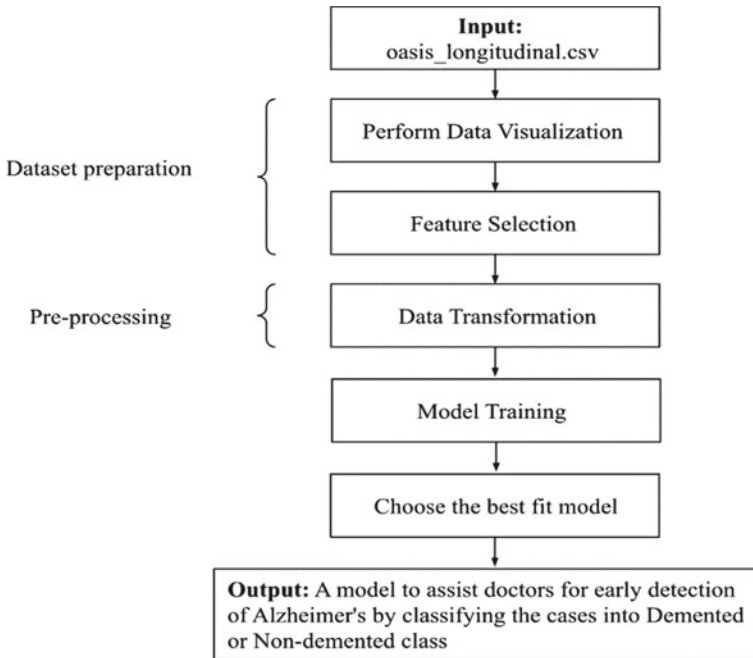 Input:
oasis_longitudinal.csv
Perform Data Visualization
Dataset preparation
Feature Selection
Pre-processing
Data Transformation
Model Training
Choose the best fit model
Output: A model to assist doctors for early detection
of Alzheimer's by classifying the cases into Demented
or Non-demented class